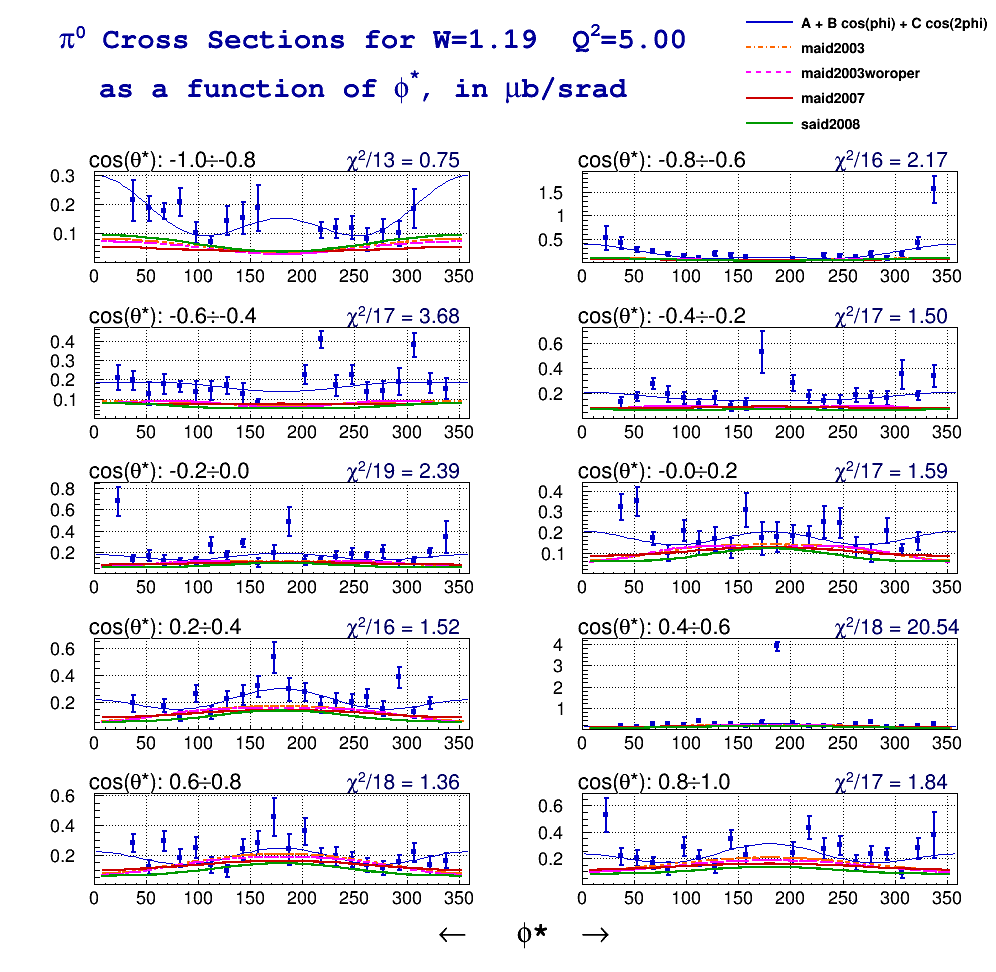 π⁰ Cross Sections for W=1.19 Q²=5.00
as a function of ϕ*, in μb/srad
A + B cos(phi) + C cos(2phi)
maid2003
maid2003woroper
maid2007
said2008
cos(θ*): -1.0÷-0.8 χ²/13 = 0.75
0.3
0.2
0.1
0 50 100 150 200 250 300 350
cos(θ*): -0.8÷-0.6 χ²/16 = 2.17
1.5
1
0.5
0 50 100 150 200 250 300 350
cos(θ*): -0.6÷-0.4 χ²/17 = 3.68
0.4
0.3
0.2
0.1
0 50 100 150 200 250 300 350
cos(θ*): -0.4÷-0.2 χ²/17 = 1.50
0.6
0.4
0.2
0 50 100 150 200 250 300 350
cos(θ*): -0.2÷0.0 χ²/19 = 2.39
0.8
0.6
0.4
0.2
0 50 100 150 200 250 300 350
cos(θ*): -0.0÷0.2 χ²/17 = 1.59
0.4
0.3
0.2
0.1
0 50 100 150 200 250 300 350
cos(θ*): 0.2÷0.4 χ²/16 = 1.52
0.6
0.4
0.2
0 50 100 150 200 250 300 350
cos(θ*): 0.4÷0.6 χ²/18 = 20.54
4
3
2
1
0 50 100 150 200 250 300 350
cos(θ*): 0.6÷0.8 χ²/18 = 1.36
0.6
0.4
0.2
0 50 100 150 200 250 300 350
cos(θ*): 0.8÷1.0 χ²/17 = 1.84
0.6
0.4
0.2
0 50 100 150 200 250 300 350
← ϕ* →